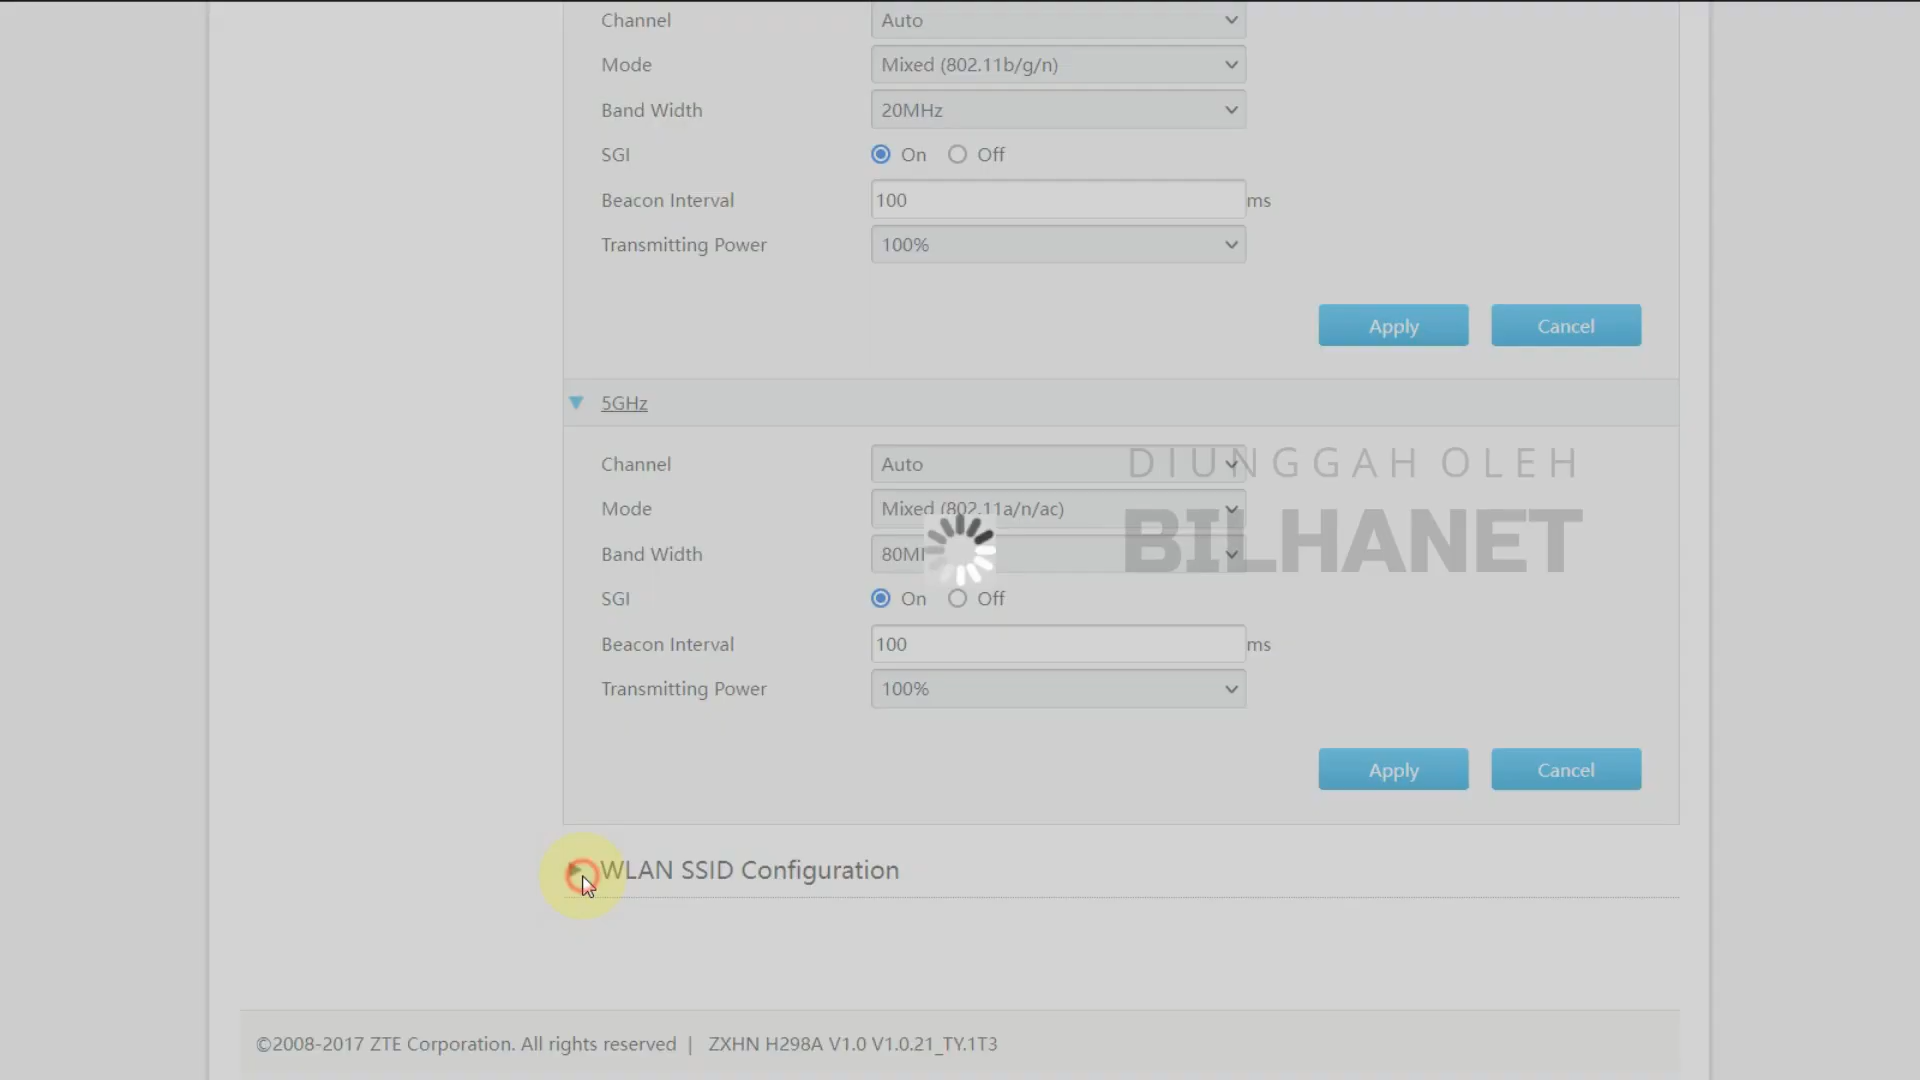 Channel Auto
Mode Mixed (802.11b/g/n)
Band Width 20MHz
SGI On Off
Beacon Interval 100 ms
Transmitting Power 100%
Apply Cancel
5GHz
Channel Auto
DIUNGGAH OLEH
Mode Mixed (802.11a/n/ac)
BILHANET
Band Width
SGI On Off
Beacon Interval 100 ms
Transmitting Power 100%
Apply Cancel
WLAN SSID Configuration
©2008-2017 ZTE Corporation. All rights reserved | ZXHN H298A V1.0 V1.0.21_TY.1T3